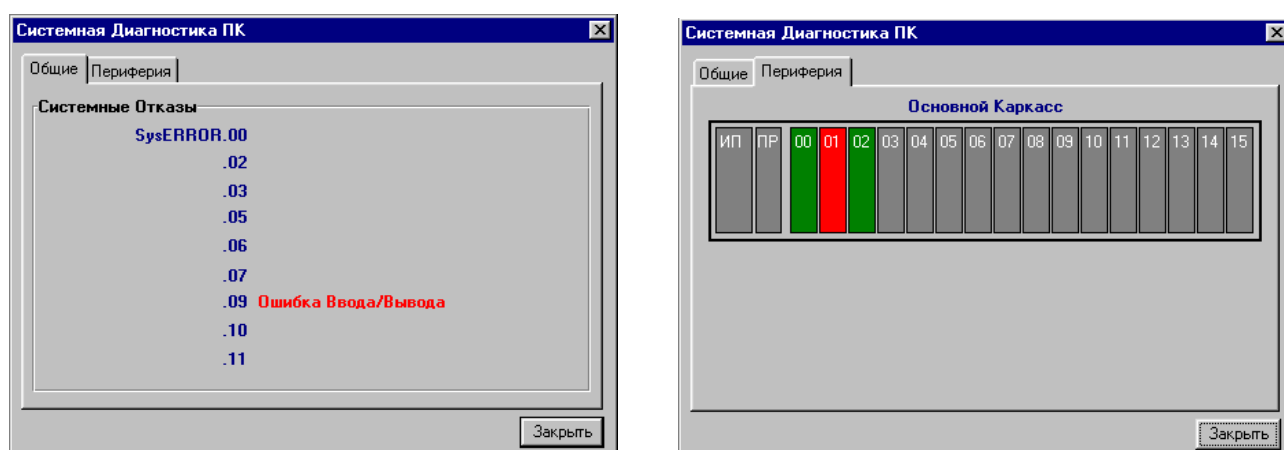 Системная Диагностика ПК
Общие Периферия
Системные Отказы
SysERROR.00
.02
.03
.05
.06
.07
.09 Ошибка Ввода/Вывода
.10
.11
Закрыть
Системная Диагностика ПК
Общие Периферия
Основной Каркасс
ИП ПР 00 01 02 03 04 05 06 07 08 09 10 11 12 13 14 15
Закрыть